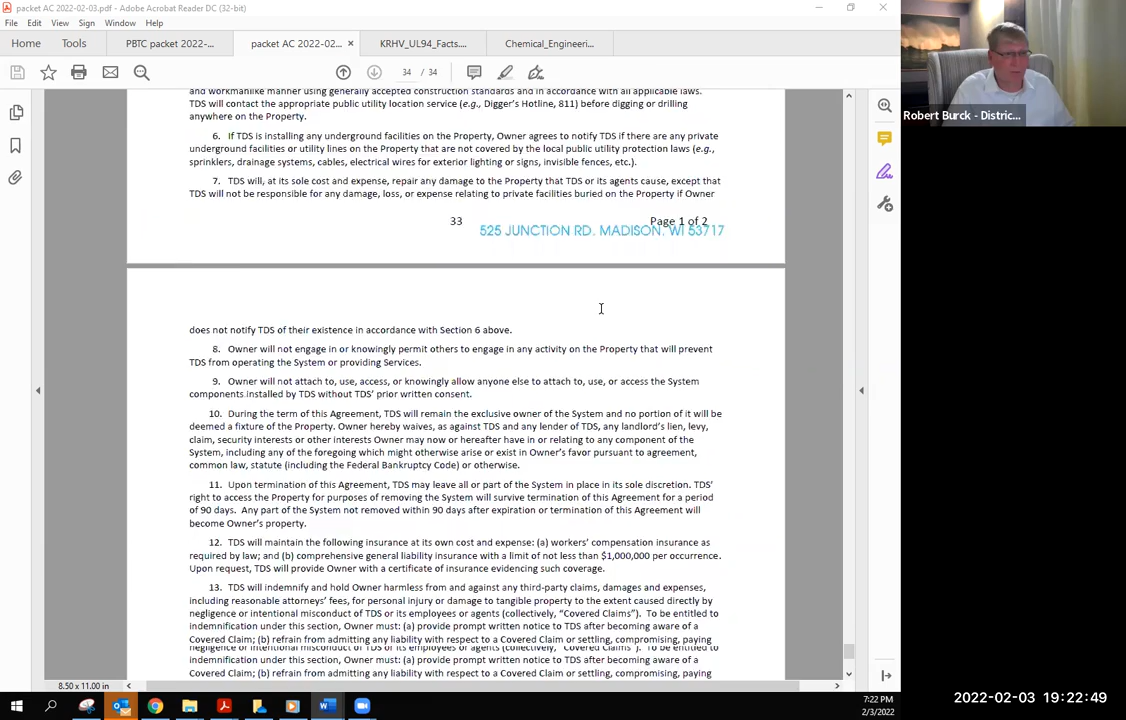 packet AC 2022-02-03.pdf - Adobe Acrobat Reader DC (32-bit)
File Edit View Sign Window Help
Home Tools PBTC packet 2022-... packet AC 2022-02... × KRHV_UL94_Facts.... Chemical_Engineeri...
34 / 34
and workmanlike manner using generally accepted construction standards and in accordance with all applicable laws.
TDS will contact the appropriate public utility location service (e.g., Digger's Hotline, 811) before digging or drilling
anywhere on the Property.
6. If TDS is installing any underground facilities on the Property, Owner agrees to notify TDS if there are any private
underground facilities or utility lines on the Property that are not covered by the local public utility protection laws (e.g.,
sprinklers, drainage systems, cables, electrical wires for exterior lighting or signs, invisible fences, etc.).
7. TDS will, at its sole cost and expense, repair any damage to the Property that TDS or its agents cause, except that
TDS will not be responsible for any damage, loss, or expense relating to private facilities buried on the Property if Owner
33 Page 1 of 2
525 JUNCTION RD. MADISON, WI 53717
does not notify TDS of their existence in accordance with Section 6 above.
8. Owner will not engage in or knowingly permit others to engage in any activity on the Property that will prevent
TDS from operating the System or providing Services.
9. Owner will not attach to, use, access, or knowingly allow anyone else to attach to, use, or access the System
components installed by TDS without TDS' prior written consent.
10. During the term of this Agreement, TDS will remain the exclusive owner of the System and no portion of it will be
deemed a fixture of the Property. Owner hereby waives, as against TDS and any lender of TDS, any landlord's lien, levy,
claim, security interests or other interests Owner may now or hereafter have in or relating to any component of the
System, including any of the foregoing which might otherwise arise or exist in Owner's favor pursuant to agreement,
common law, statute (including the Federal Bankruptcy Code) or otherwise.
11. Upon termination of this Agreement, TDS may leave all or part of the System in place in its sole discretion. TDS'
right to access the Property for purposes of removing the System will survive termination of this Agreement for a period
of 90 days. Any part of the System not removed within 90 days after expiration or termination of this Agreement will
become Owner's property.
12. TDS will maintain the following insurance at its own cost and expense: (a) workers' compensation insurance as
required by law; and (b) comprehensive general liability insurance with a limit of not less than $1,000,000 per occurrence.
Upon request, TDS will provide Owner with a certificate of insurance evidencing such coverage.
13. TDS will indemnify and hold Owner harmless from and against any third-party claims, damages and expenses,
including reasonable attorneys' fees, for personal injury or damage to tangible property to the extent caused directly by
negligence or intentional misconduct of TDS or its employees or agents (collectively, "Covered Claims"). To be entitled to
indemnification under this section, Owner must: (a) provide prompt written notice to TDS after becoming aware of a
Covered Claim; (b) refrain from admitting any liability with respect to a Covered Claim or settling, compromising, paying
negligence or intentional misconduct of TDS or its employees or agents (collectively, "Covered Claims"). To be entitled to
indemnification under this section, Owner must: (a) provide prompt written notice to TDS after becoming aware of a
Covered Claim; (b) refrain from admitting any liability with respect to a Covered Claim or settling, compromising, paying
8.50 x 11.00 in
7:22 PM
2/3/2022
Robert Burck - Distric...
2022-02-03 19:22:49